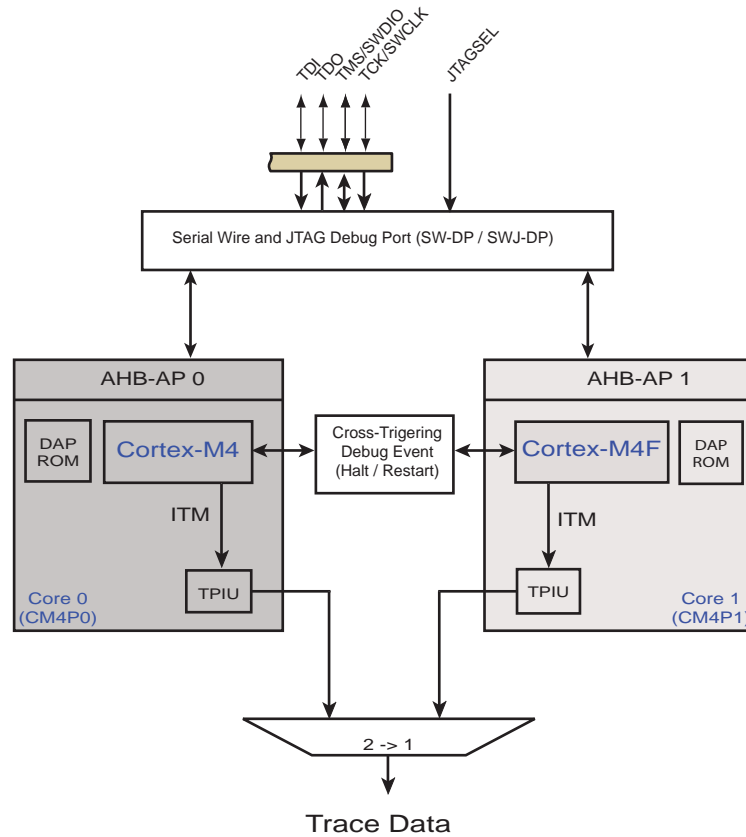 TDI
TDO
TMS/SWDIO
TCK/SWCLK
JTAGSEL
Serial Wire and JTAG Debug Port (SW-DP / SWJ-DP)
AHB-AP 0
AHB-AP 1
DAP
ROM
Cortex-M4
Cross-Trigering
Debug Event
(Halt / Restart)
Cortex-M4F
DAP
ROM
ITM
ITM
TPIU
TPIU
Core 0
(CM4P0)
Core 1
(CM4P1)
2 -> 1
Trace Data